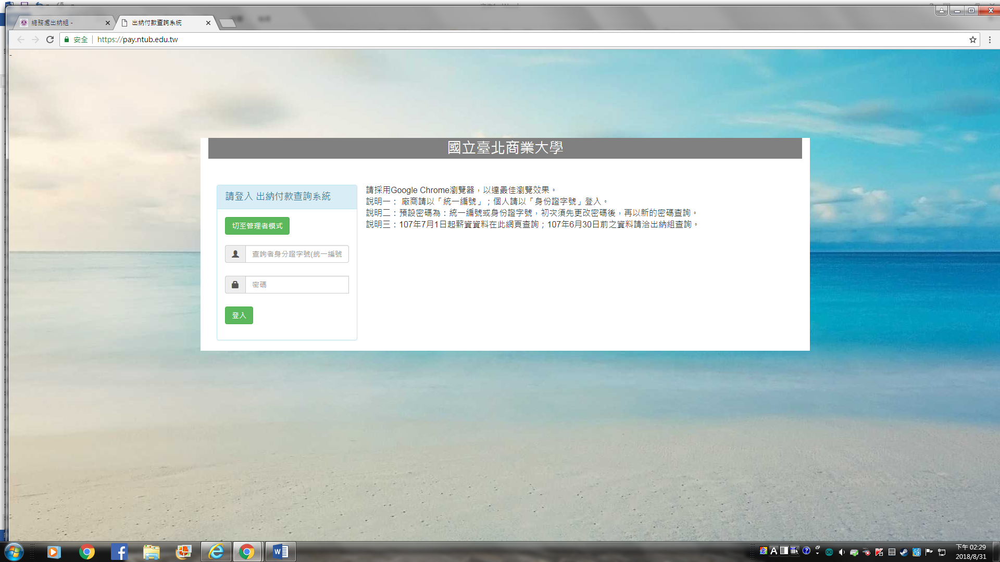 總務處出納組 -
出納付款查詢系統
安全
https://pay.ntub.edu.tw
-
國立臺北商業大學
請登入 出納付款查詢系統
切至管理者模式
查詢者身分證字號(統一編號
密碼
登入
請採用Google Chrome瀏覽器，以達最佳瀏覽效果。
說明一： 廠商請以「統一編號」；個人請以「身份證字號」登入。
說明二：預設密碼為：統一編號或身份證字號，初次須先更改密碼後，再以新的密碼查詢。
說明三：107年7月1日起薪資資料在此網頁查詢；107年6月30日前之資料請洽出納組查詢。
下午 02:29
2018/8/31